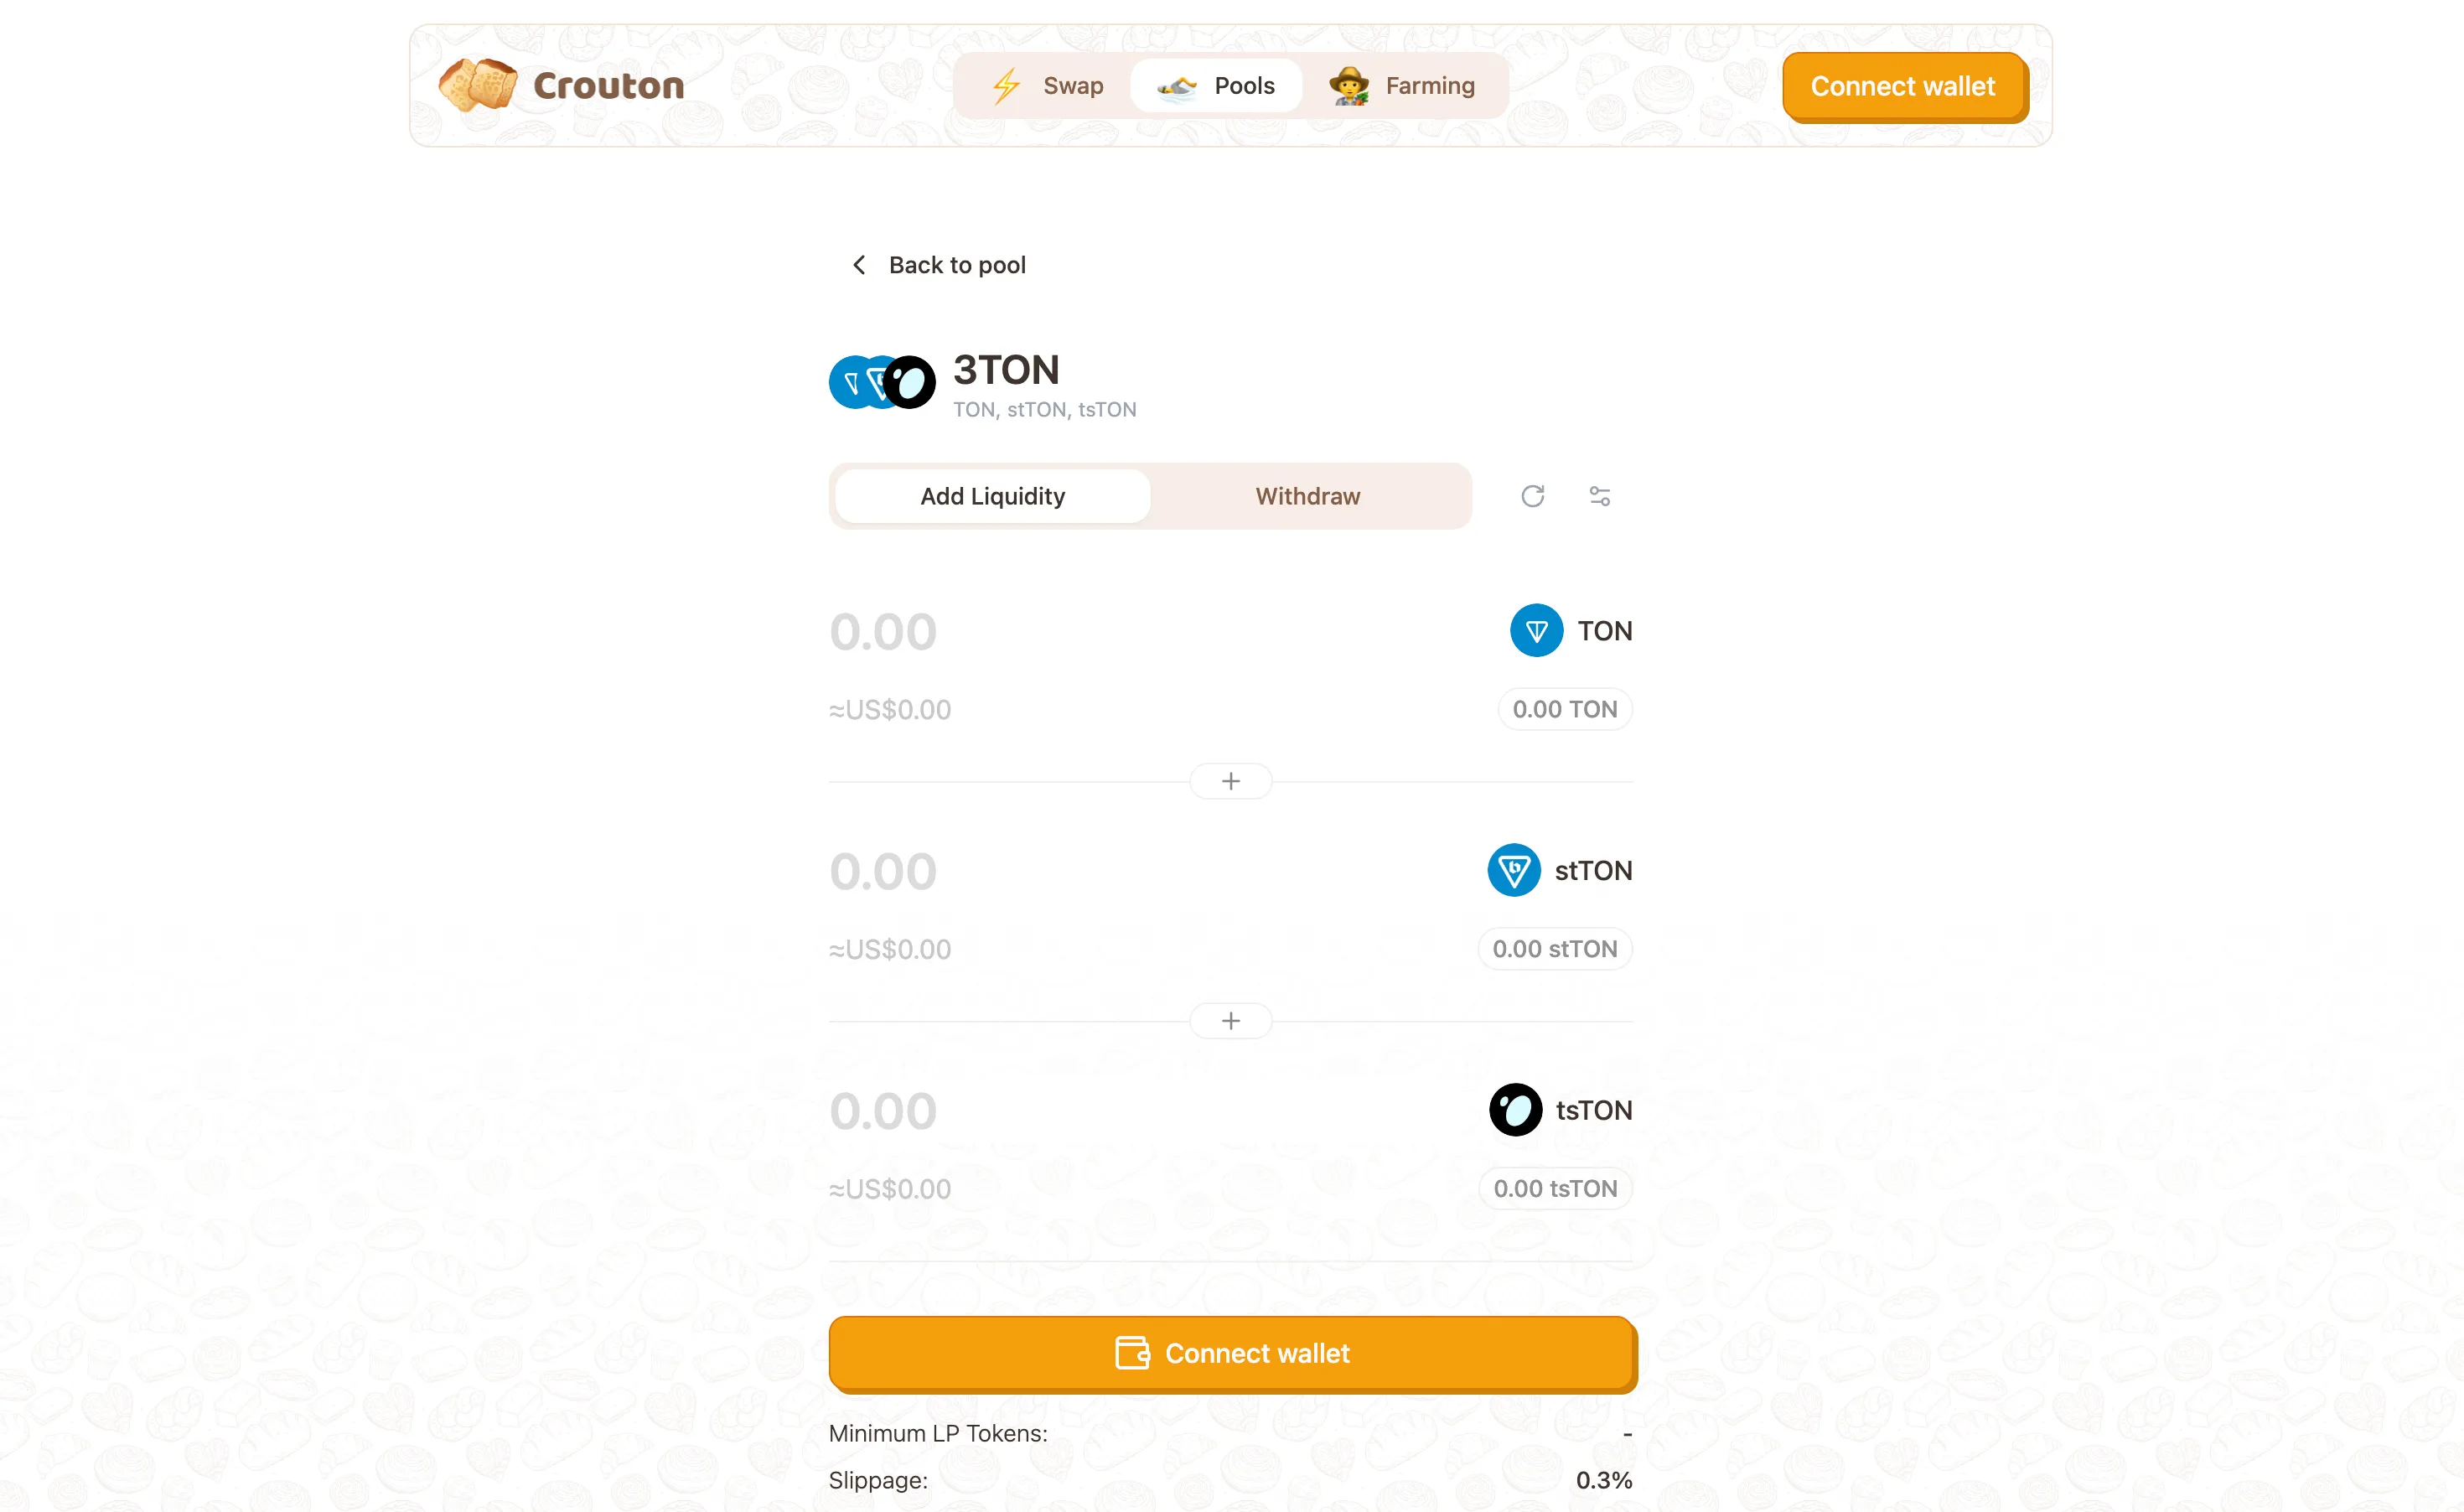 Crouton
Swap
Pools
Farming
Connect wallet
Back to pool
3TON
TON, stTON, tsTON
Add Liquidity
Withdraw
0.00
TON
≈US$0.00
0.00 TON
0.00
stTON
≈US$0.00
0.00 stTON
0.00
tsTON
≈US$0.00
0.00 tsTON
Connect wallet
Minimum LP Tokens:
-
Slippage:
0.3%